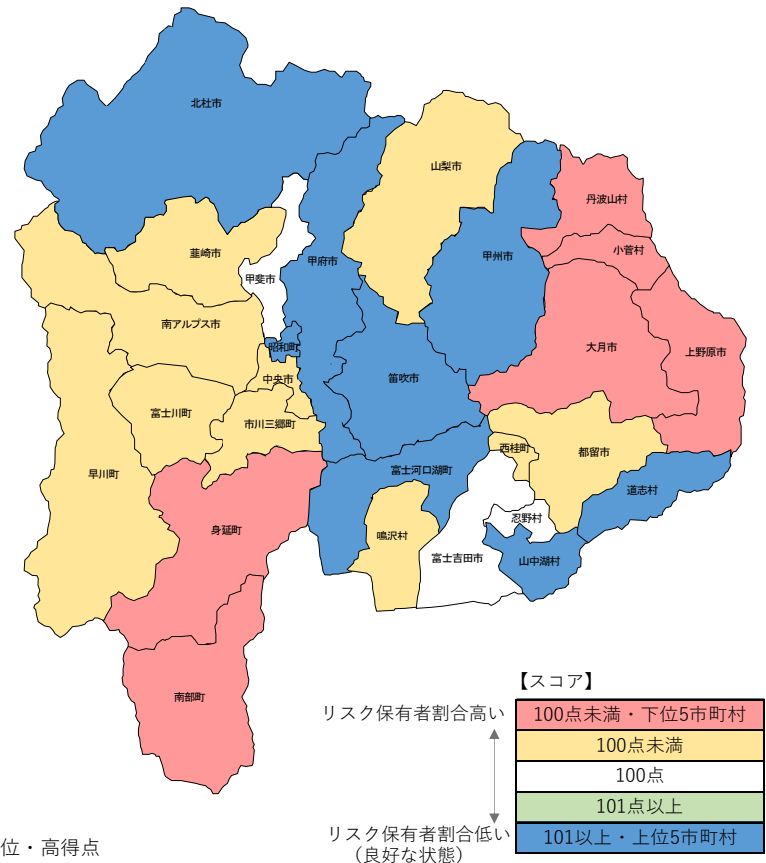 北杜市
山梨市
丹波山村
韮崎市
小菅村
甲州市
甲府市
甲斐市
南アルプス市
昭和町
大月市
上野原市
中央市
笛吹市
富士川町
市川三郷町
西桂町
都留市
早川町
富士河口湖町
道志村
身延町
鳴沢村
忍野村
富士吉田市
山中湖村
南部町
【スコア】
リスク保有者割合高い
100点未満・下位5市町村
100点未満
100点
101点以上
リスク保有者割合低い
（良好な状態）
101以上・上位5市町村
位・高得点